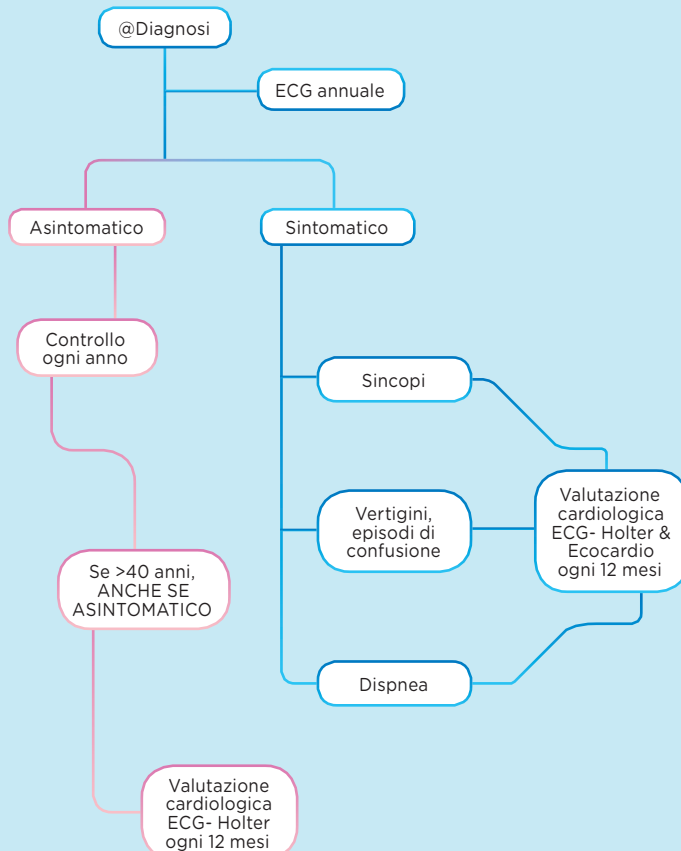 @Diagnosi
ECG annuale
Asintomatico
Sintomatico
Controllo
ogni anno
Sincopi
Vertigini,
episodi di
confusione
Valutazione
cardiologica
ECG- Holter &
Ecocardio
ogni 12 mesi
Se >40 anni,
ANCHE SE
ASINTOMATICO
Dispnea
Valutazione
cardiologica
ECG- Holter
ogni 12 mesi